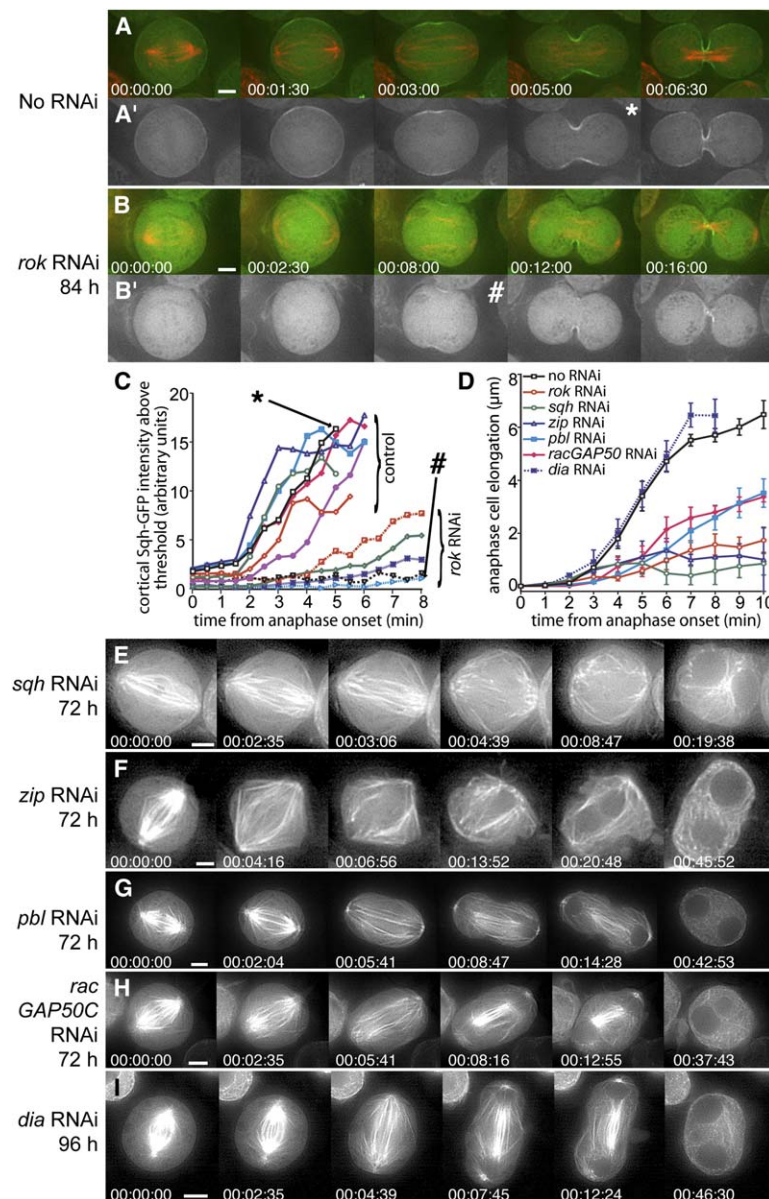 No RNAi
A
00:00:00
00:01:30
00:03:00
00:05:00
00:06:30
A'
*
rok RNAi
84 h
B
00:00:00
00:02:30
00:08:00
00:12:00
00:16:00
B'
#
C
cortical Sqh-GFP intensity above
threshold (arbitrary units)
20
15
10
5
0
*
control
#
rok RNAi
0 1 2 3 4 5 6 7 8
time from anaphase onset (min)
D
anaphase cell elongation (µm)
8
6
4
2
0
no RNAi
rok RNAi
sqh RNAi
zip RNAi
pbl RNAi
racGAP50 RNAi
dia RNAi
0 1 2 3 4 5 6 7 8 9 10
time from anaphase onset (min)
sqh RNAi
72 h
E
00:00:00
00:02:35
00:03:06
00:04:39
00:08:47
00:19:38
zip RNAi
72 h
F
00:00:00
00:04:16
00:06:56
00:13:52
00:20:48
00:45:52
pbl RNAi
72 h
G
00:00:00
00:02:04
00:05:41
00:08:47
00:14:28
00:42:53
rac
GAP50C
RNAi
72 h
H
00:00:00
00:02:35
00:05:41
00:08:16
00:12:55
00:37:43
dia RNAi
96 h
I
00:00:00
00:02:35
00:04:39
00:07:45
00:12:24
00:46:30